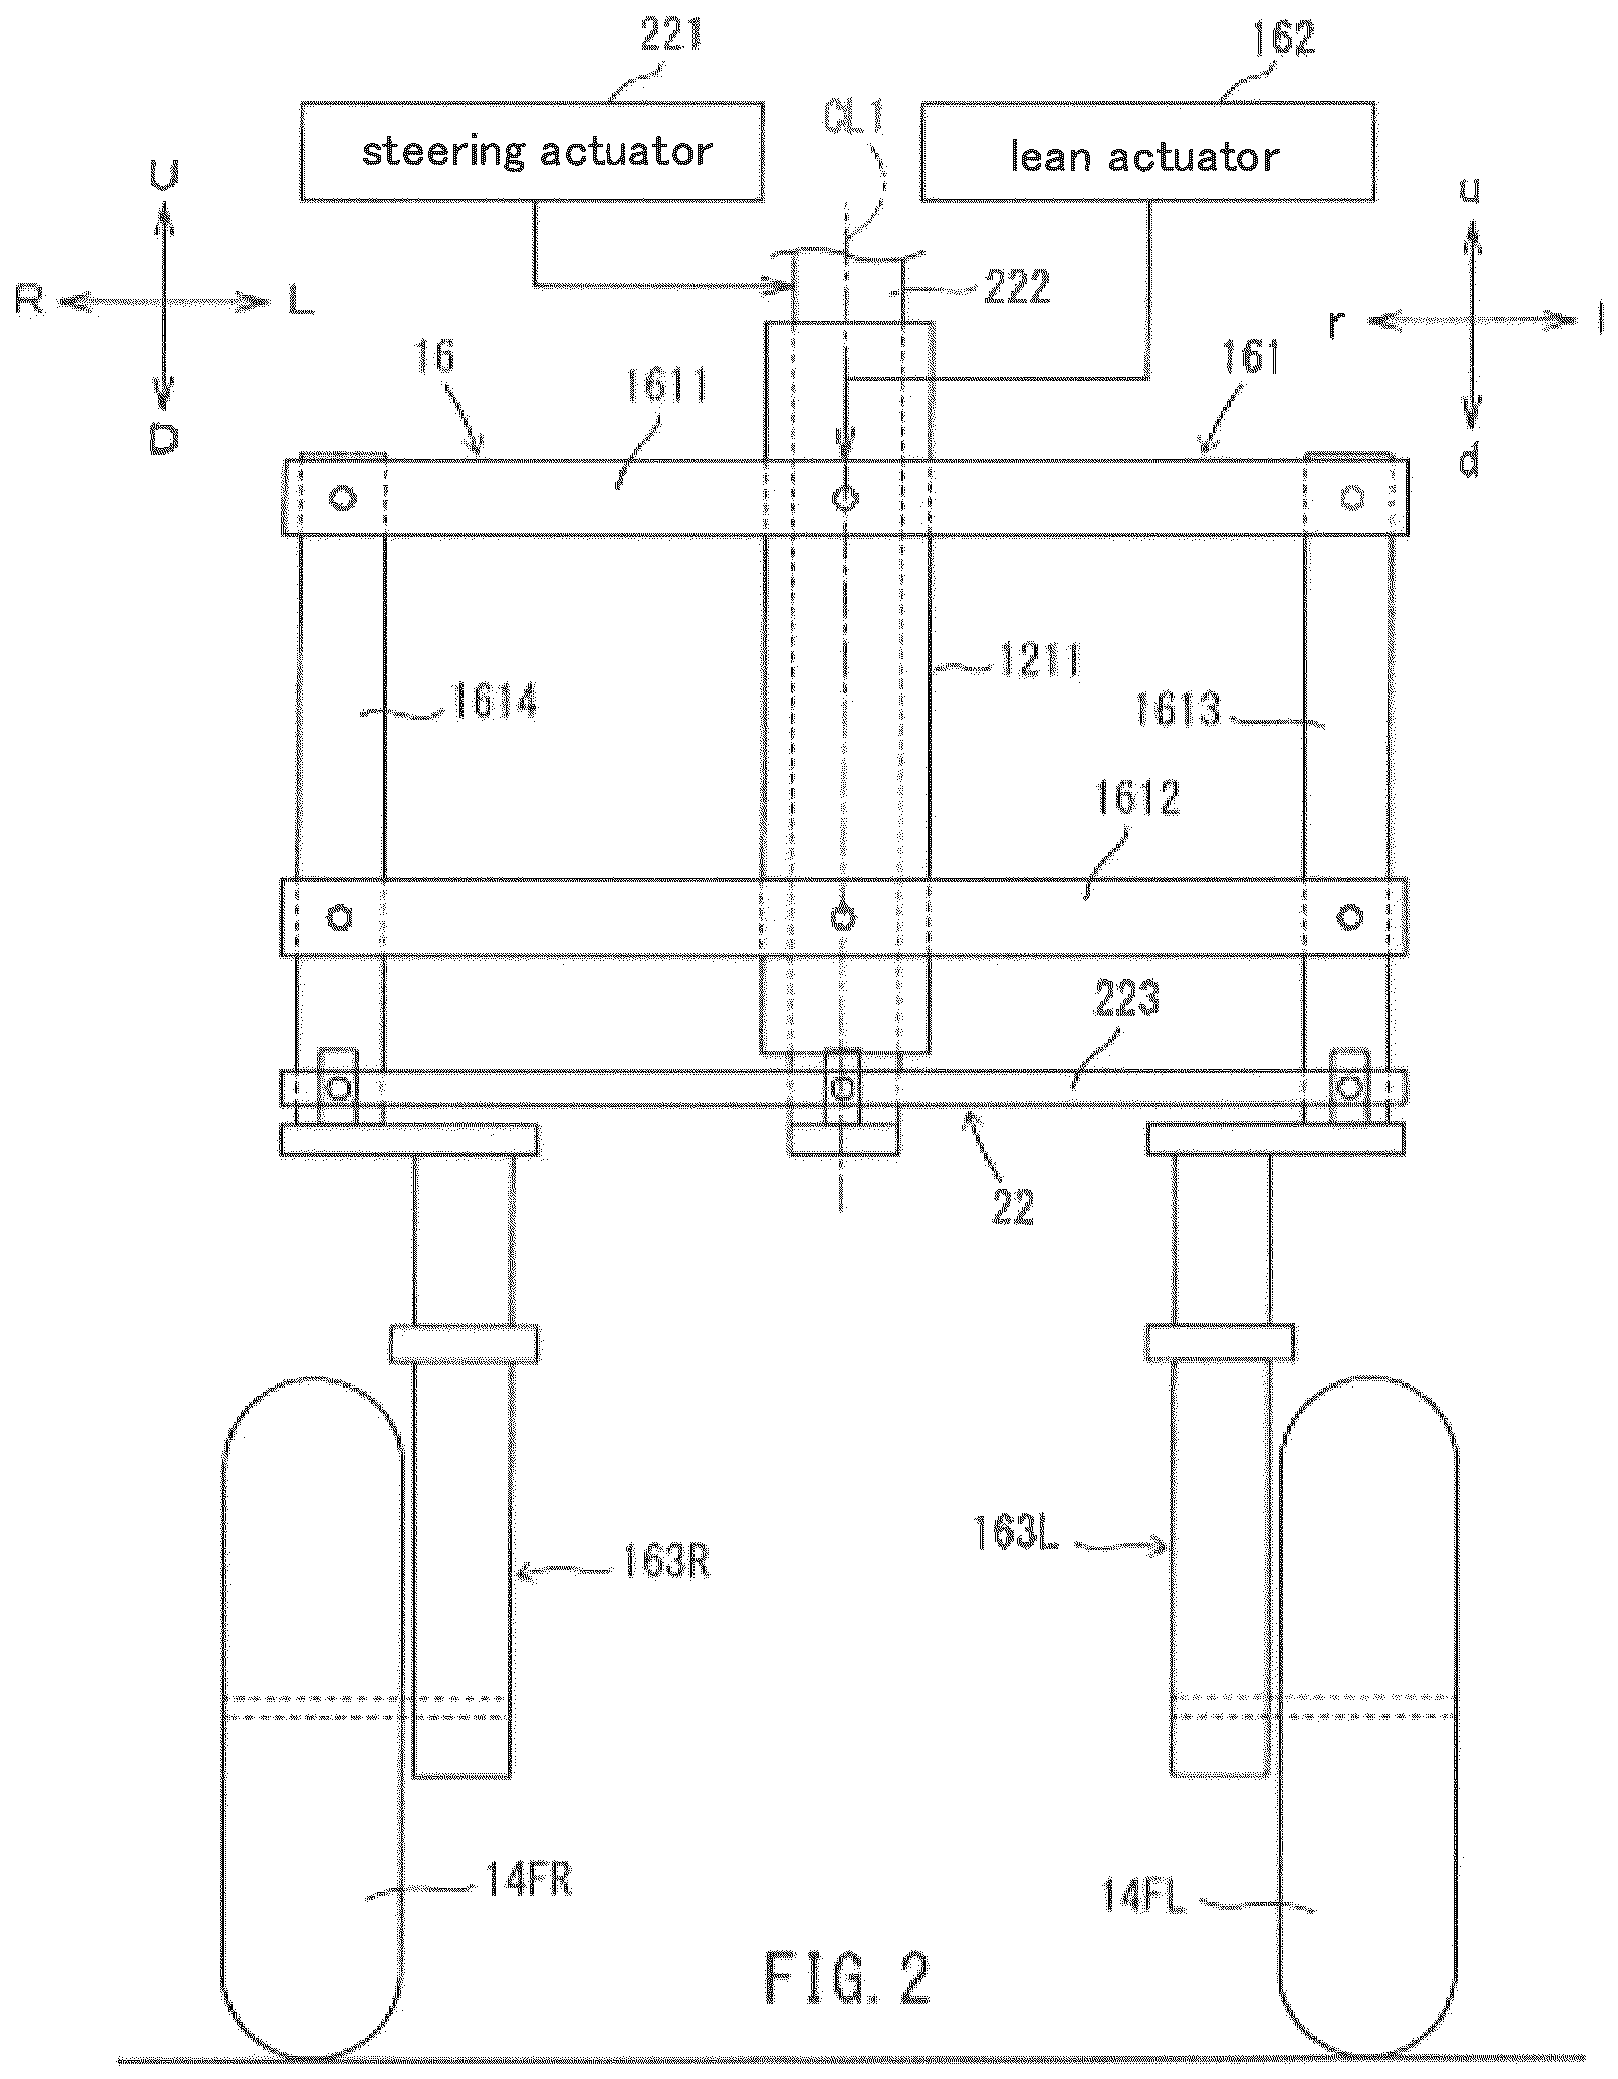 221
162
CL1
steering actuator
lean actuator
U
u
R
L
222
r
l
16
1611
161
D
d
1211
1614
1613
1612
223
22
163R
163L
14FR
14FL
FIG. 2